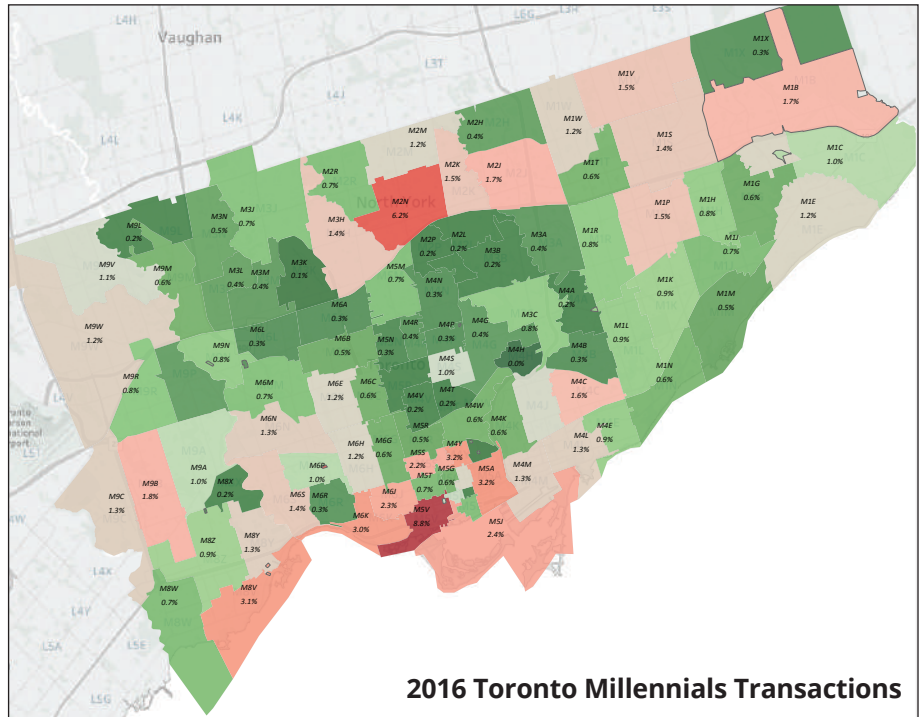 L4H
L6G
L3R
L3S
Vaughan
L3T
L4J
L4L
L4K
M1X
0.3%
M1V
1.5%
M1B
1.7%
M2H
0.4%
M2M
1.2%
M1W
1.2%
M1S
1.4%
M1C
1.0%
M2R
0.7%
M2K
1.5%
M2J
1.7%
M1T
0.6%
M1G
0.6%
M2N
6.2%
M1P
1.5%
M1H
0.8%
M1E
1.2%
M9L
0.2%
M3N
0.5%
M3J
0.7%
M3H
1.4%
M2P
0.2%
M2L
0.2%
M3B
0.2%
M3A
0.4%
M1R
0.8%
M1J
0.7%
M9V
1.1%
M9M
0.6%
M3L
0.4%
M3M
0.4%
M3K
0.1%
M5M
0.7%
M4N
0.3%
M4A
0.2%
M1K
0.9%
M1M
0.5%
M9W
1.2%
M6L
0.3%
M6A
0.3%
M4R
0.4%
M4P
0.3%
M4G
0.4%
M3C
0.8%
M1L
0.9%
M9N
0.8%
M6B
0.5%
M5N
0.3%
M4S
1.0%
M4H
0.0%
M4B
0.3%
M1N
0.6%
M9R
0.8%
M6M
0.7%
M6E
1.2%
M6C
0.6%
M4V
0.2%
M4T
0.2%
M4C
1.6%
M6N
1.3%
M4W
0.6%
M4K
0.6%
M4E
0.9%
M6H
1.2%
M6G
0.6%
M5R
0.5%
M4Y
3.2%
M4L
1.3%
M9A
1.0%
M6P
1.0%
M5S
2.2%
M5G
0.6%
M5A
3.2%
M4M
1.3%
M9C
1.3%
M9B
1.8%
M8X
0.2%
M6S
1.4%
M6R
0.3%
M6J
2.3%
M5T
0.7%
M6K
3.0%
M5V
8.8%
M5J
2.4%
M8Z
0.9%
M8Y
1.3%
L4X
M8W
0.7%
M8V
3.1%
L4Y
L5A
L5E
L5G
2016 Toronto Millennials Transactions